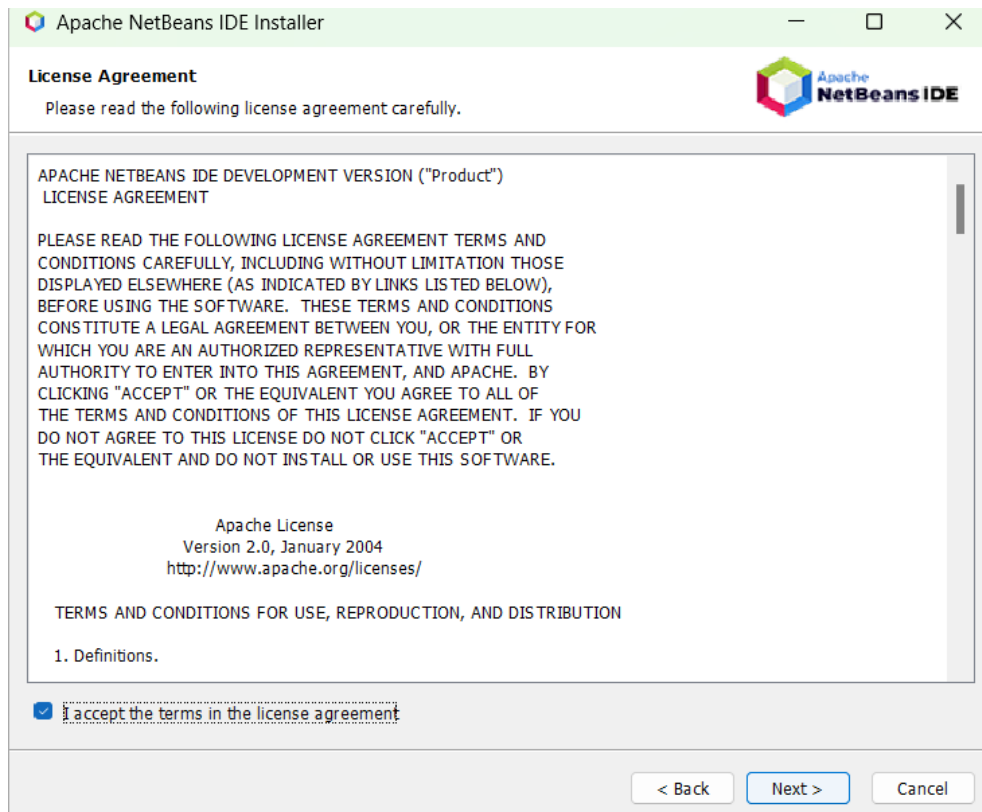 Apache NetBeans IDE Installer
License Agreement
Please read the following license agreement carefully.
Apache
NetBeans IDE
APACHE NETBEANS IDE DEVELOPMENT VERSION ("Product")
LICENSE AGREEMENT
PLEASE READ THE FOLLOWING LICENSE AGREEMENT TERMS AND
CONDITIONS CAREFULLY, INCLUDING WITHOUT LIMITATION THOSE
DISPLAYED ELSEWHERE (AS INDICATED BY LINKS LISTED BELOW),
BEFORE USING THE SOFTWARE. THESE TERMS AND CONDITIONS
CONSTITUTE A LEGAL AGREEMENT BETWEEN YOU, OR THE ENTITY FOR
WHICH YOU ARE AN AUTHORIZED REPRESENTATIVE WITH FULL
AUTHORITY TO ENTER INTO THIS AGREEMENT, AND APACHE. BY
CLICKING "ACCEPT" OR THE EQUIVALENT YOU AGREE TO ALL OF
THE TERMS AND CONDITIONS OF THIS LICENSE AGREEMENT. IF YOU
DO NOT AGREE TO THIS LICENSE DO NOT CLICK "ACCEPT" OR
THE EQUIVALENT AND DO NOT INSTALL OR USE THIS SOFTWARE.
Apache License
Version 2.0, January 2004
http://www.apache.org/licenses/
TERMS AND CONDITIONS FOR USE, REPRODUCTION, AND DISTRIBUTION
1. Definitions.
I accept the terms in the license agreement
< Back
Next >
Cancel